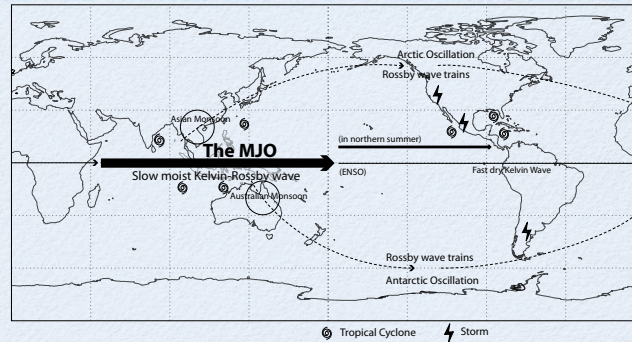 Arctic Oscillation
Rossby wave trains
Asian Monsoon
The MJO
(in northern summer)
Slow moist Kelvin-Rossby wave
(ENSO)
Fast dry Kelvin Wave
Australian Monsoon
Rossby wave trains
Antarctic Oscillation
Tropical Cyclone
Storm